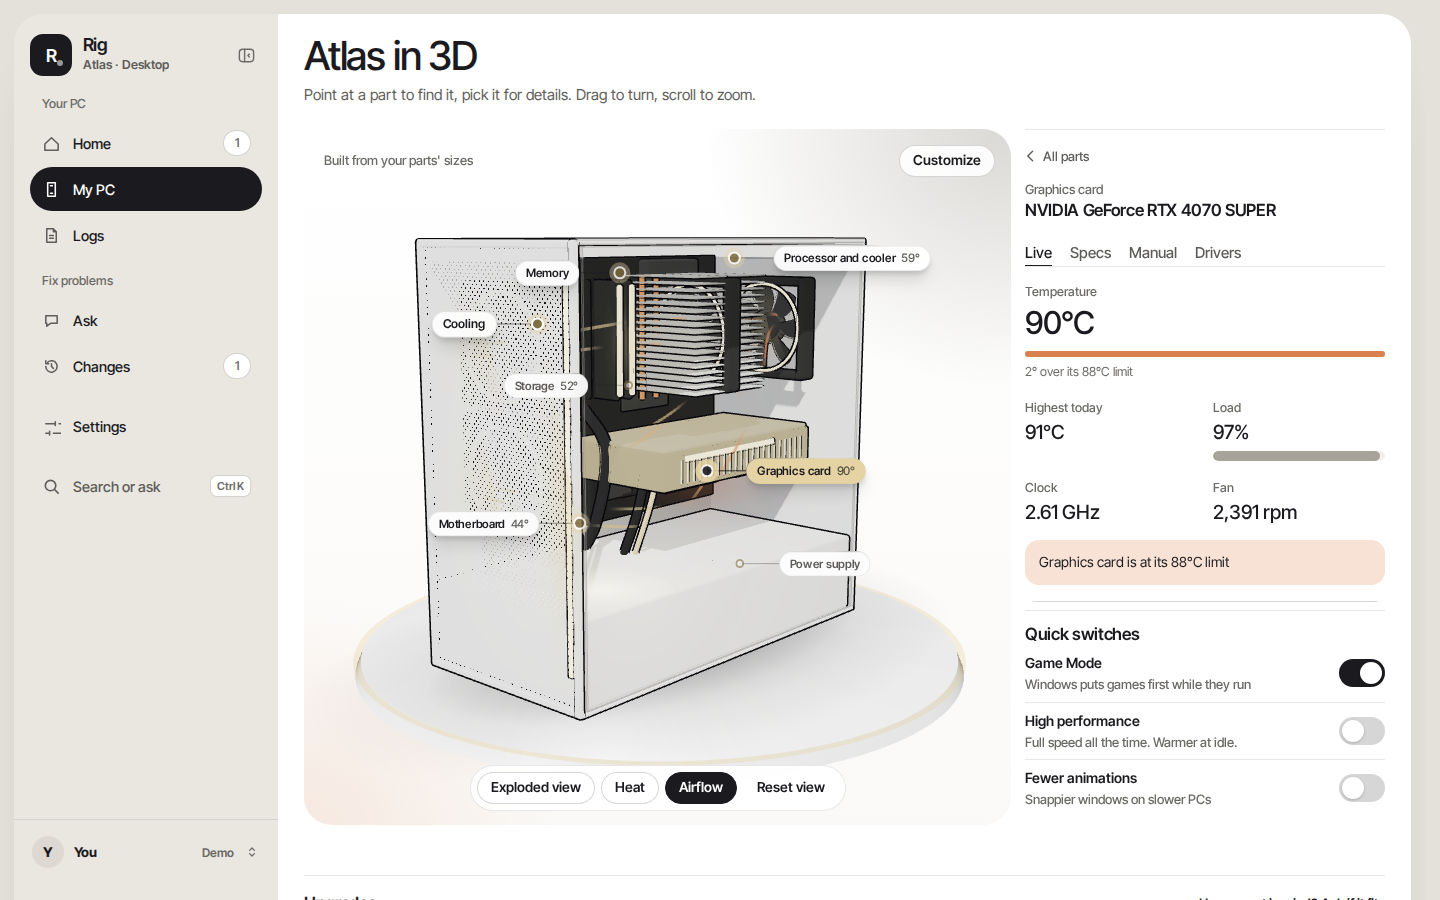 R
Rig
Atlas · Desktop
Your PC
Home
1
My PC
Logs
Fix problems
Ask
Changes
1
Settings
Search or ask
Ctrl K
Y
You
Demo
Atlas in 3D
Point at a part to find it, pick it for details. Drag to turn, scroll to zoom.
Built from your parts' sizes
Customize
Processor and cooler 59°
Memory
Cooling
Storage 52°
Graphics card 90°
Motherboard 44°
Power supply
Exploded view
Heat
Airflow
Reset view
All parts
Graphics card
NVIDIA GeForce RTX 4070 SUPER
Live
Specs
Manual
Drivers
Temperature
90°C
2° over its 88°C limit
Highest today
Load
91°C
97%
Clock
Fan
2.61 GHz
2,391 rpm
Graphics card is at its 88°C limit
Quick switches
Game Mode
Windows puts games first while they run
High performance
Full speed all the time. Warmer at idle.
Fewer animations
Snappier windows on slower PCs